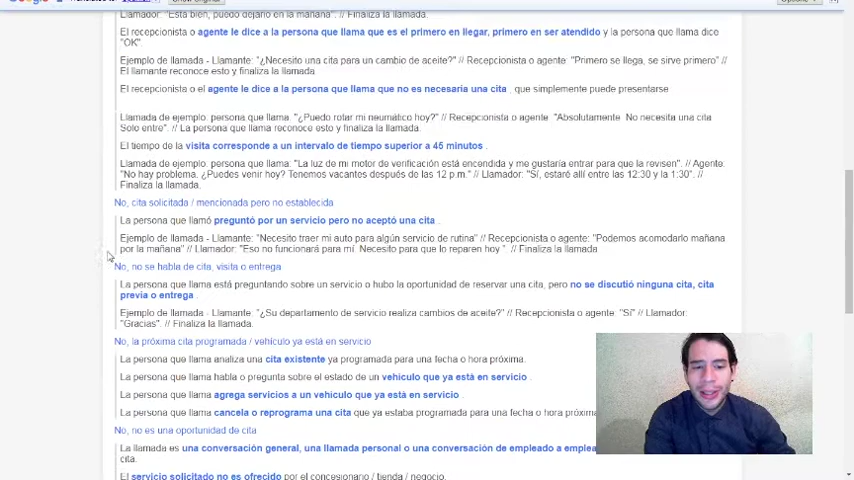 Llamador: "Está bien, puedo dejarlo en la mañana". // Finaliza la llamada.
El recepcionista o agente le dice a la persona que llama que es el primero en llegar, primero en ser atendido y la persona que llama dice
"OK".
Ejemplo de llamada - Llamante: "¿Necesito una cita para un cambio de aceite?" // Recepcionista o agente: "Primero se llega, se sirve primero" //
El llamante reconoce esto y finaliza la llamada
El recepcionista o el agente le dice a la persona que llama que no es necesaria una cita , que simplemente puede presentarse
Llamada de ejemplo: persona que llama. "¿Puedo rotar mi neumático hoy?" // Recepcionista o agente "Absolutamente No necesita una cita
Solo entre". // La persona que llama reconoce esto y finaliza la llamada.
El tiempo de la visita corresponde a un intervalo de tiempo superior a 45 minutos .
Llamada de ejemplo: persona que llama: "La luz de mi motor de verificación está encendida y me gustaría entrar para que la revisen". // Agente:
"No hay problema. ¿Puedes venir hoy? Tenemos vacantes después de las 12 p.m." // Llamador: "Sí, estaré allí entre las 12:30 y la 1:30". //
Finaliza la llamada.
No, cita solicitada / mencionada pero no establecida
La persona que llamó preguntó por un servicio pero no aceptó una cita .
Ejemplo de llamada - Llamante: "Necesito traer mi auto para algún servicio de rutina" // Recepcionista o agente: "Podemos acomodarlo mañana
por la mañana" // Llamador: "Eso no funcionará para mí Necesito para que lo reparen hoy ". // Finaliza la llamada
No, no se habla de cita, visita o entrega
La persona que llama está preguntando sobre un servicio o hubo la oportunidad de reservar una cita, pero no se discutió ninguna cita, cita
previa o entrega .
Ejemplo de llamada - Llamante: "¿Su departamento de servicio realiza cambios de aceite?" // Recepcionista o agente "Sí" // Llamador:
"Gracias". // Finaliza la llamada.
No, la próxima cita programada / vehículo ya está en servicio
La persona que llama analiza una cita existente ya programada para una fecha o hora próxima.
La persona que llama habla o pregunta sobre el estado de un vehículo que ya está en servicio .
La persona que llama agrega servicios a un vehículo que ya está en servicio .
La persona que llama cancela o reprograma una cita que ya estaba programada para una fecha o hora próxima
No, no es una oportunidad de cita
La llamada es una conversación general, una llamada personal o una conversación de empleado a emplea
cita.
El servicio solicitado no es ofrecido por el concesionario / tienda / negocio.